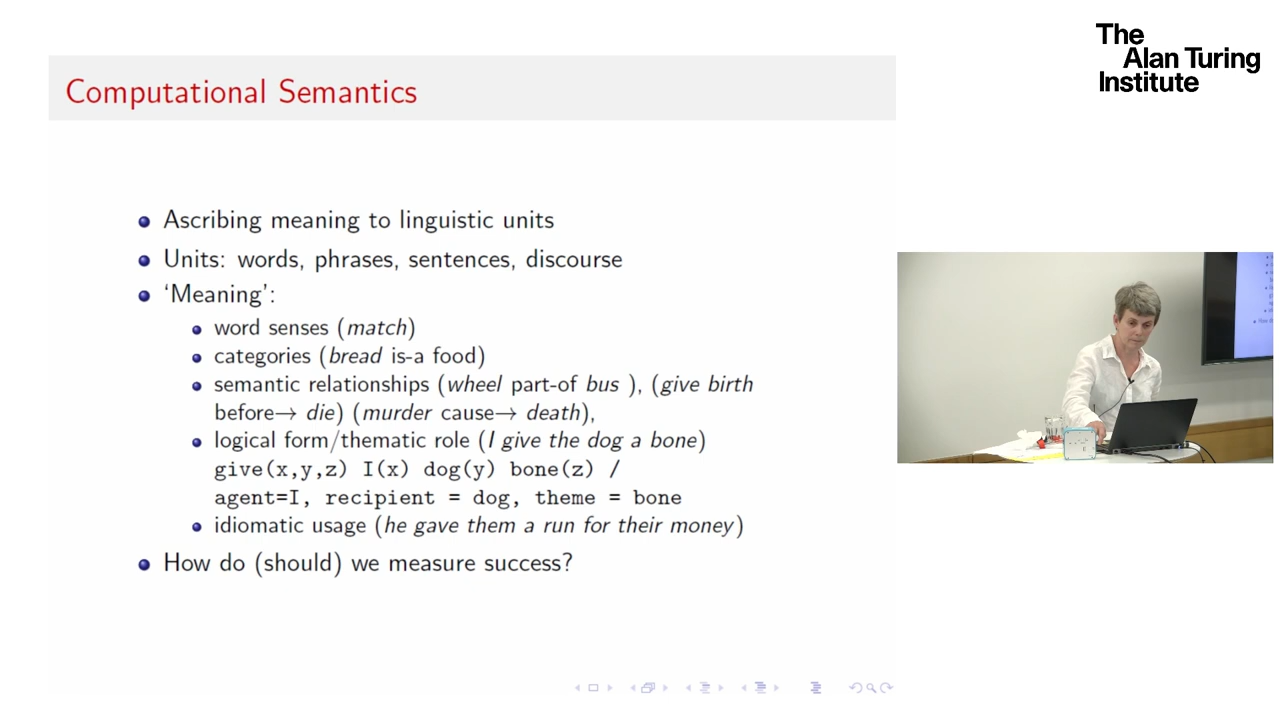 The
Alan Turing
Institute
Computational Semantics
Ascribing meaning to linguistic units
Units: words, phrases, sentences, discourse
‘Meaning’:
word senses (match)
categories (bread is-a food)
semantic relationships (wheel part-of bus ), (give birth
before→ die) (murder cause→ death),
logical form/thematic role (I give the dog a bone)
give(x,y,z) I(x) dog(y) bone(z) /
agent=I, recipient = dog, theme = bone
idiomatic usage (he gave them a run for their money)
How do (should) we measure success?